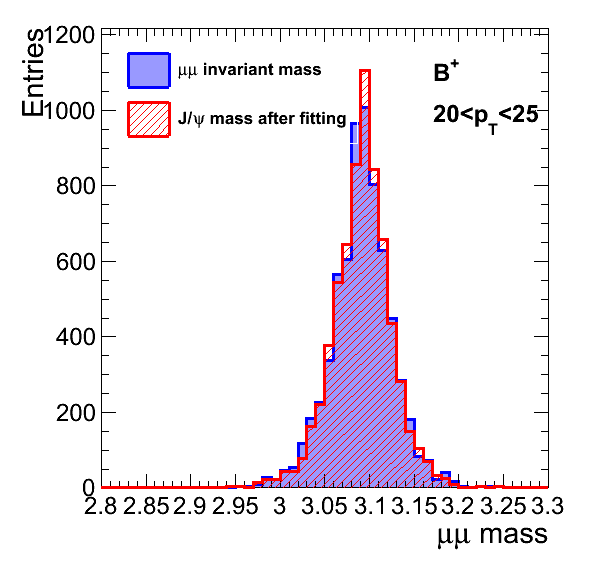 Entries
1200
1000
800
600
400
200
0
μμ invariant mass
J/ψ mass after fitting
B+
20<pT<25
2.8 2.85 2.9 2.95 3 3.05 3.1 3.15 3.2 3.25 3.3
μμ mass